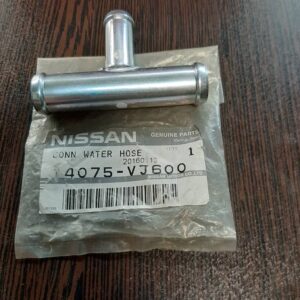 NISSAN
GENUINE PARTS
CONN WATER HOSE 1
20160
14075-VJ600